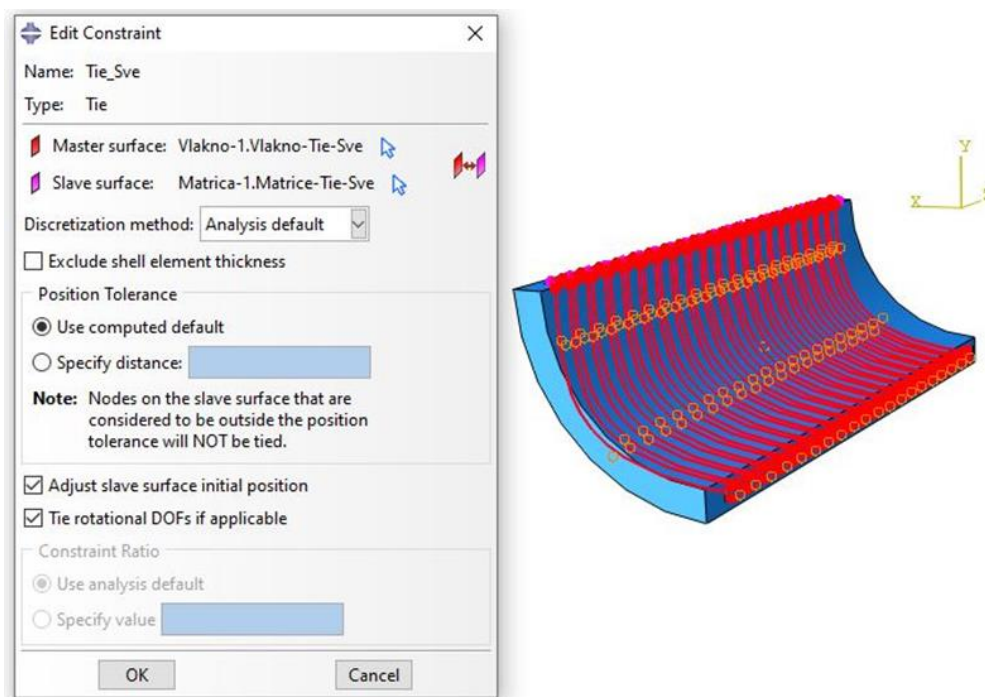 Edit Constraint
Name: Tie_Sve
Type: Tie
Master surface: Vlakno-1.Vlakno-Tie-Sve
Slave surface: Matrica-1.Matrice-Tie-Sve
Discretization method: Analysis default
Exclude shell element thickness
Position Tolerance
Use computed default
Specify distance:
Note: Nodes on the slave surface that are
considered to be outside the position
tolerance will NOT be tied.
Adjust slave surface initial position
Tie rotational DOFs if applicable
Constraint Ratio
Use analysis default
Specify value
OK Cancel
Y
X